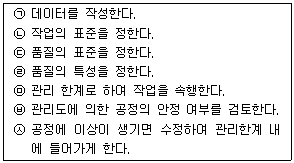 ㉠ 데이터를 작성한다.
㉡ 작업의 표준을 정한다.
㉢ 품질의 표준을 정한다.
㉣ 품질의 특성을 정한다.
㉤ 관리 한계로 하여 작업을 속행한다.
㉥ 관리도에 의한 공정의 안정 여부를 검토한다.
㉦ 공정에 이상이 생기면 수정하여 관리한계 내
에 들어가게 한다.